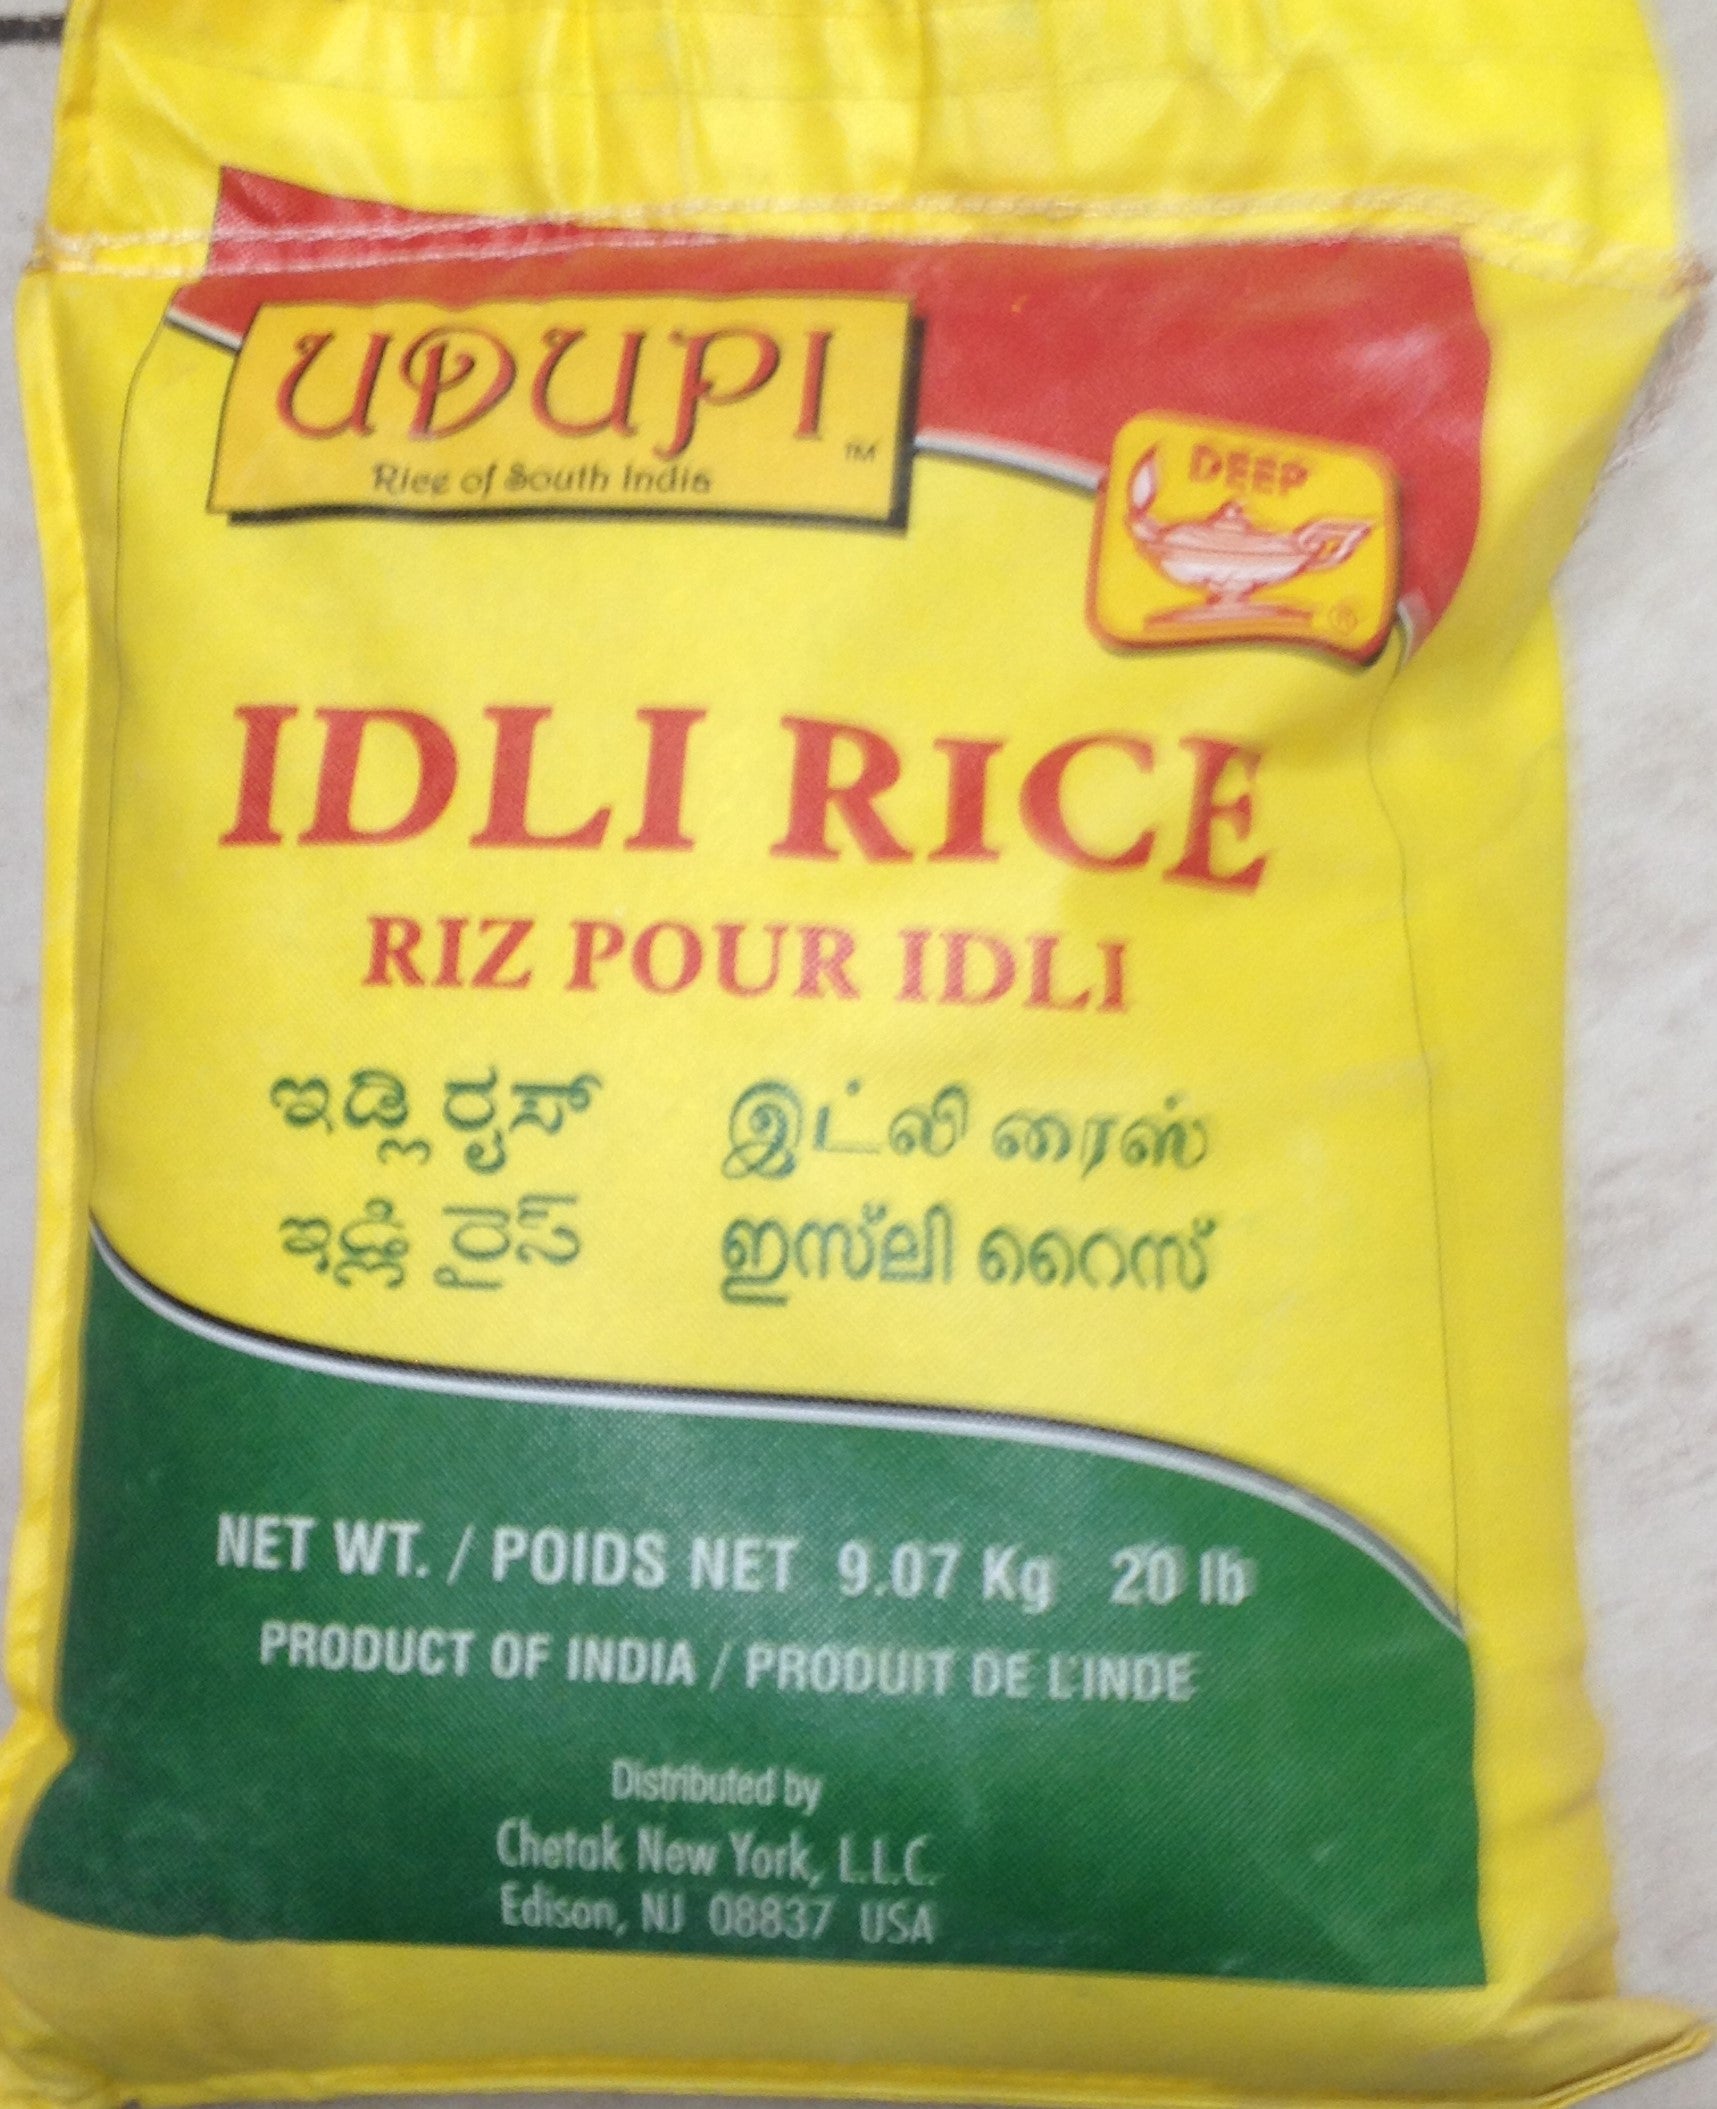 UDUPI ™
Rice of South India
DEEP ®
IDLI RICE
RIZ POUR IDLI
ಇಡ್ಲಿ ರೈಸ್ இட்லி ரைஸ்
ఇడ్లీ రైస్ ഇസ്ലി റൈസ്
NET WT. / POIDS NET 9.07 Kg 20 lb
PRODUCT OF INDIA / PRODUIT DE L'INDE
Distributed by
Chetak New York, L.L.C.
Edison, NJ 08837 USA